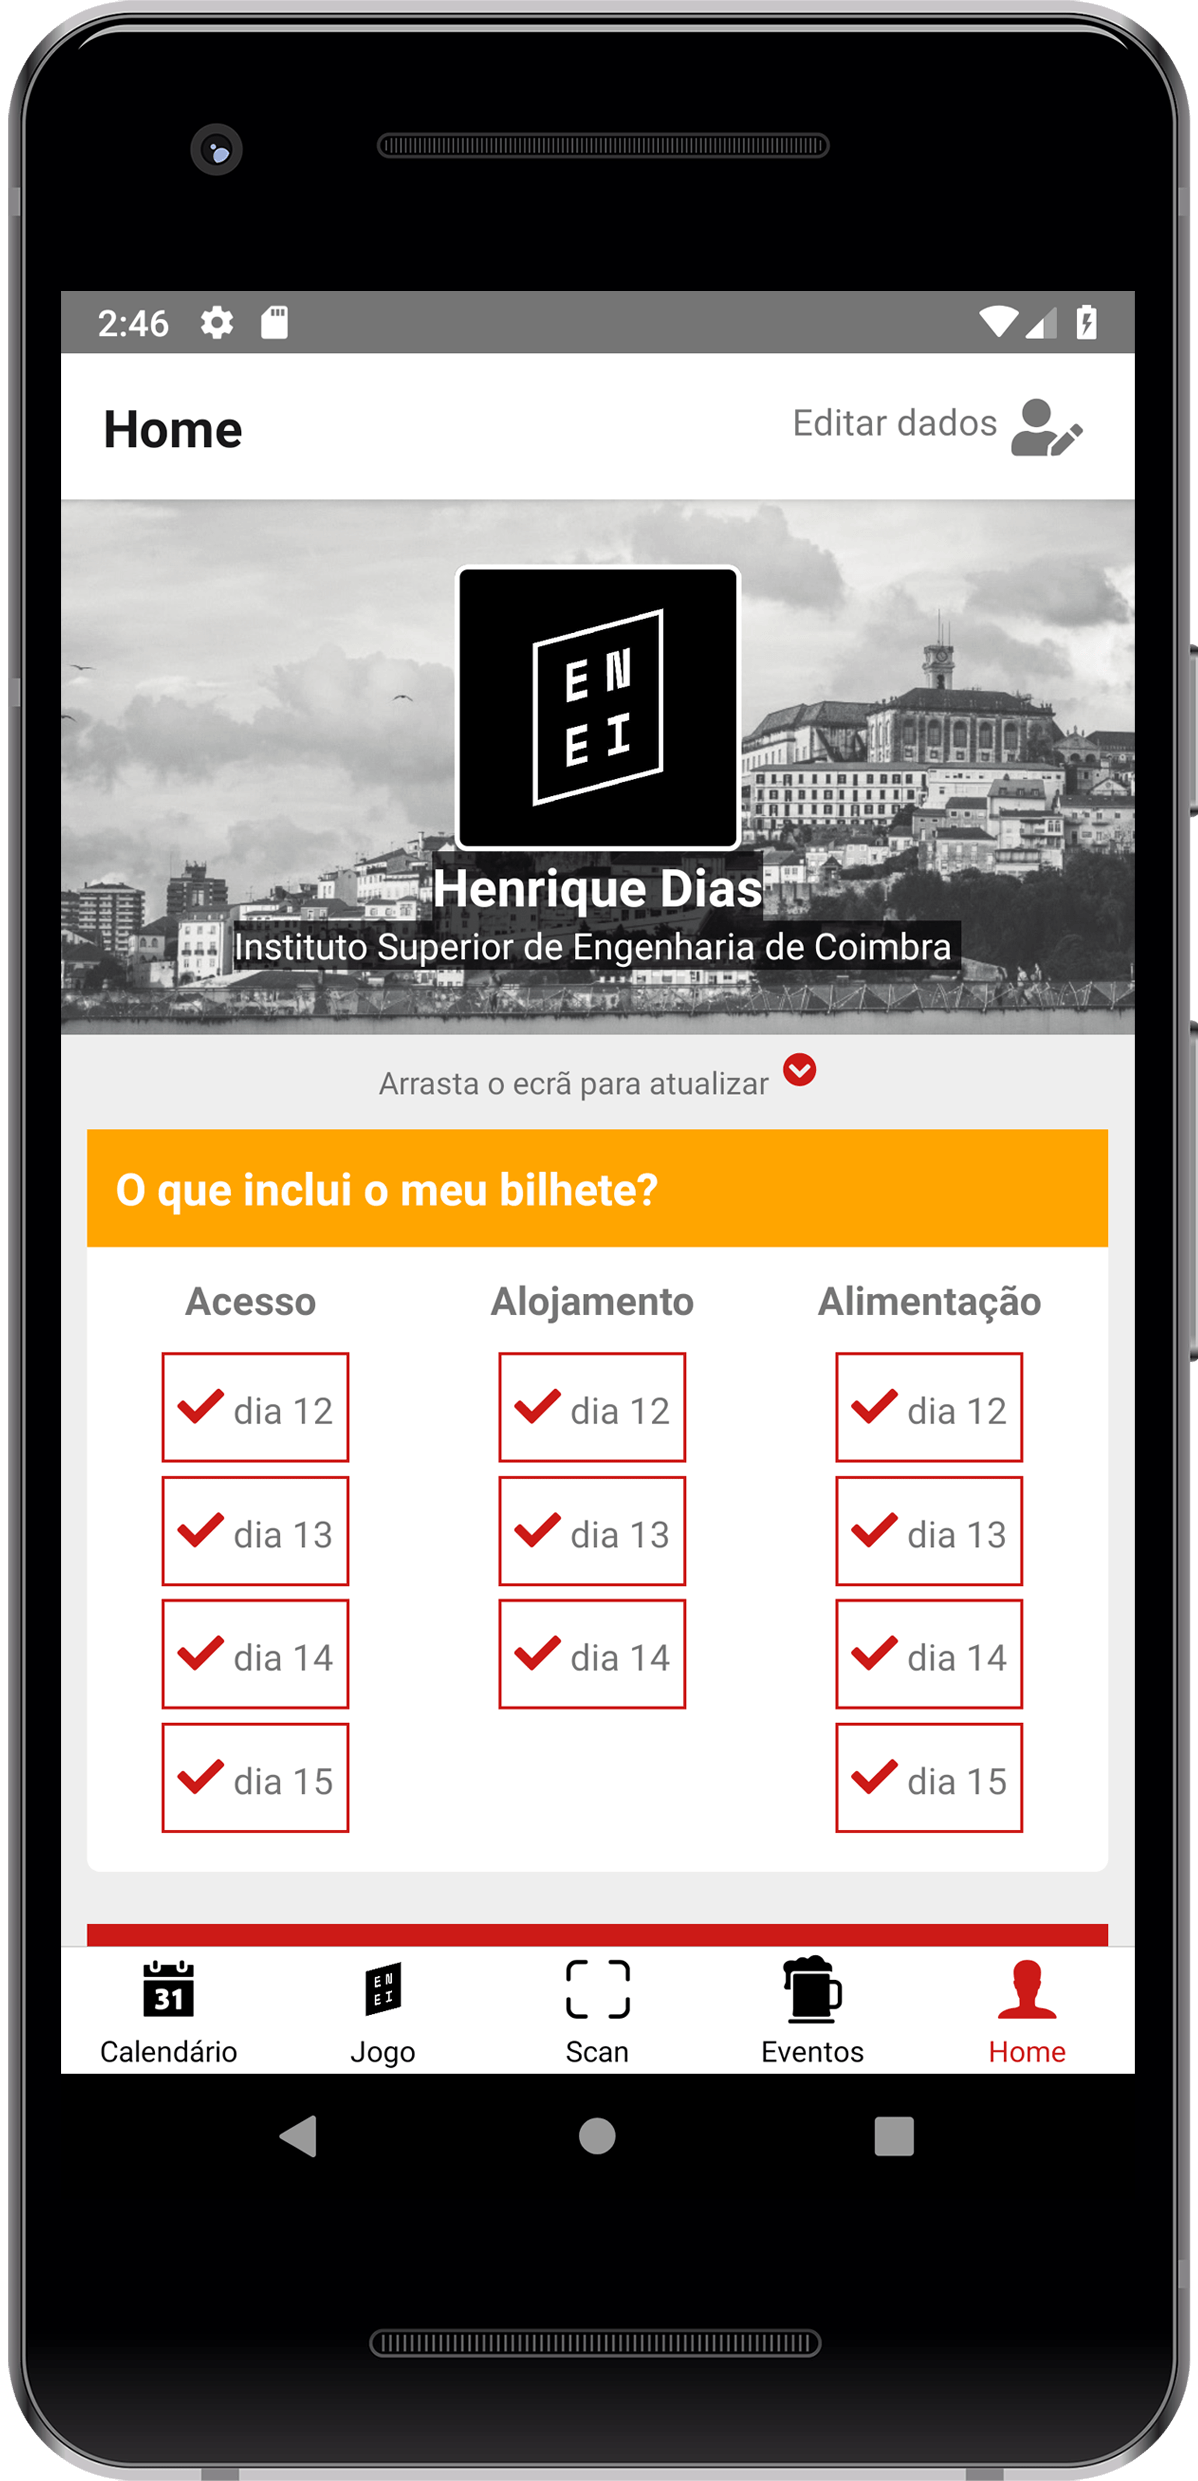 2:46
Home
Editar dados
E N
E I
Henrique Dias
Instituto Superior de Engenharia de Coimbra
Arrasta o ecrã para atualizar
O que inclui o meu bilhete?
Acesso Alojamento Alimentação
dia 12 dia 12 dia 12
dia 13 dia 13 dia 13
dia 14 dia 14 dia 14
dia 15 dia 15
31 E N
E I
Calendário Jogo Scan Eventos Home